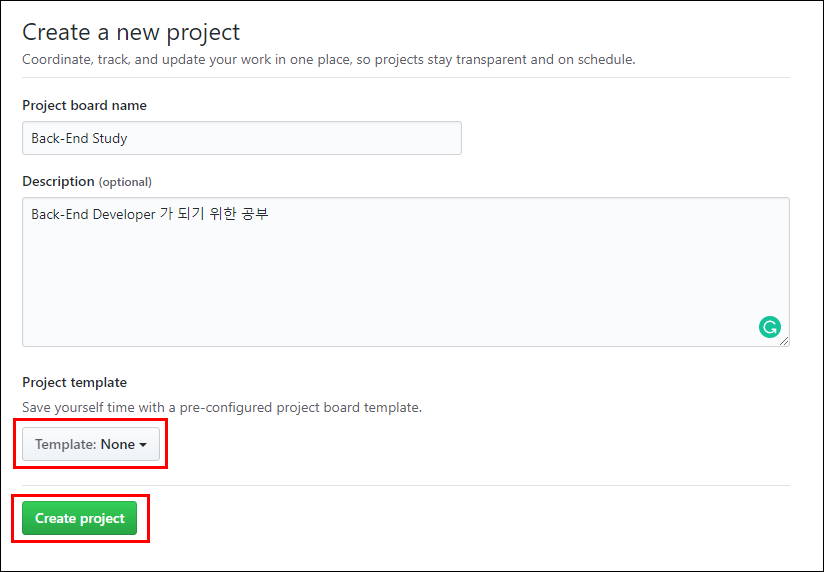 Create a new project
Coordinate, track, and update your work in one place, so projects stay transparent and on schedule.
Project board name
Back-End Study
Description (optional)
Back-End Developer 가 되기 위한 공부
Project template
Save yourself time with a pre-configured project board template.
Template: None
Create project